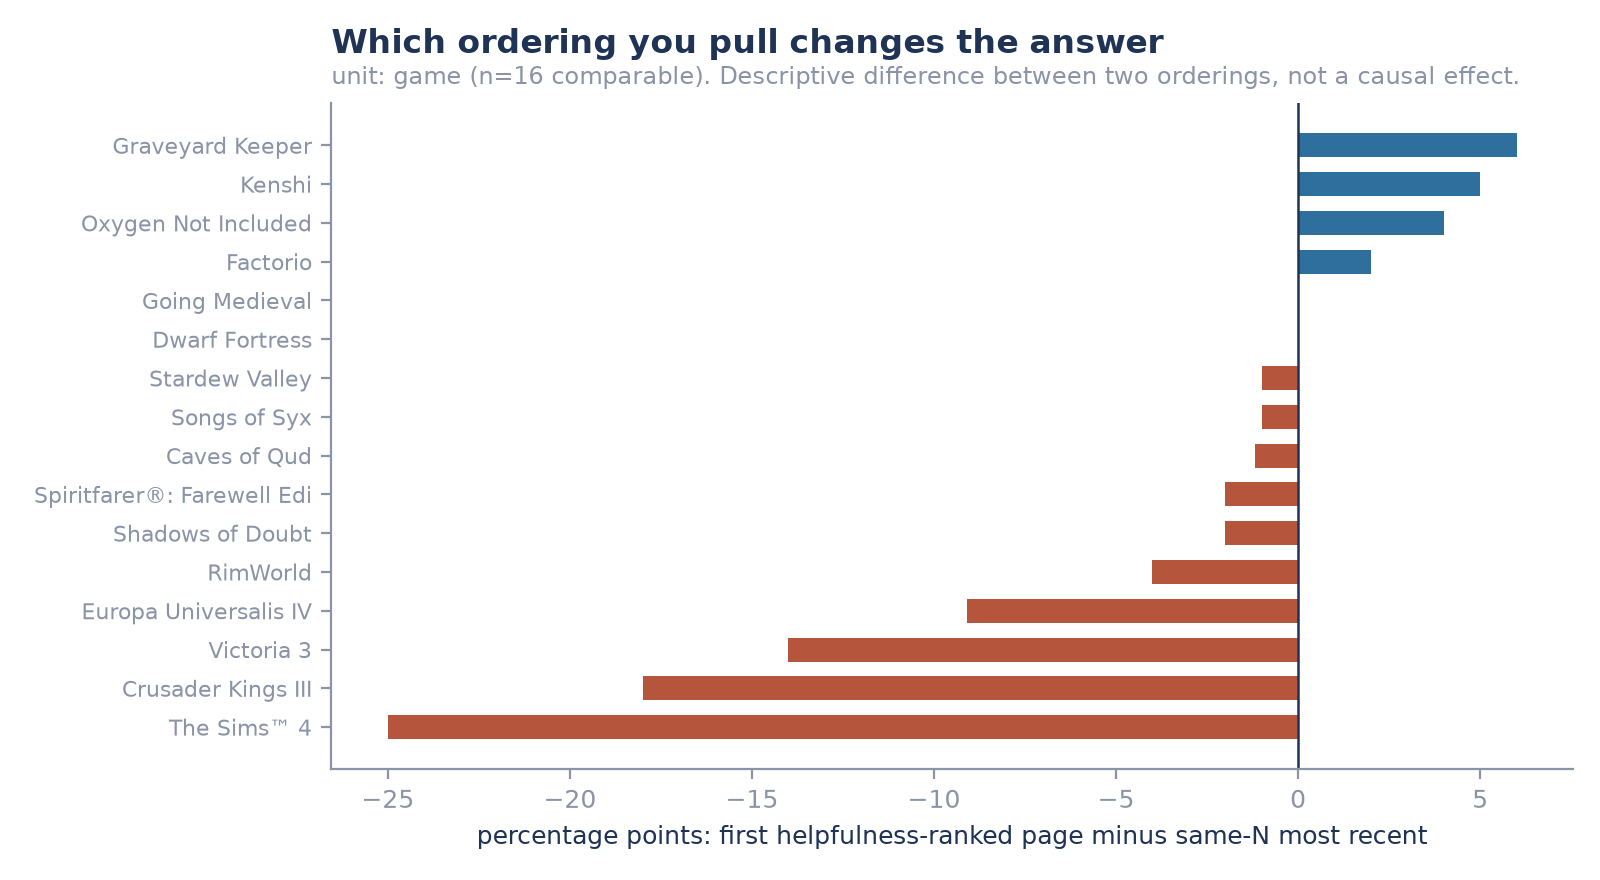 Which ordering you pull changes the answer
unit: game (n=16 comparable). Descriptive difference between two orderings, not a causal effect.
Graveyard Keeper
Kenshi
Oxygen Not Included
Factorio
Going Medieval
Dwarf Fortress
Stardew Valley
Songs of Syx
Caves of Qud
Spiritfarer®: Farewell Edi
Shadows of Doubt
RimWorld
Europa Universalis IV
Victoria 3
Crusader Kings III
The Sims™ 4
−25 −20 −15 −10 −5 0 5
percentage points: first helpfulness-ranked page minus same-N most recent